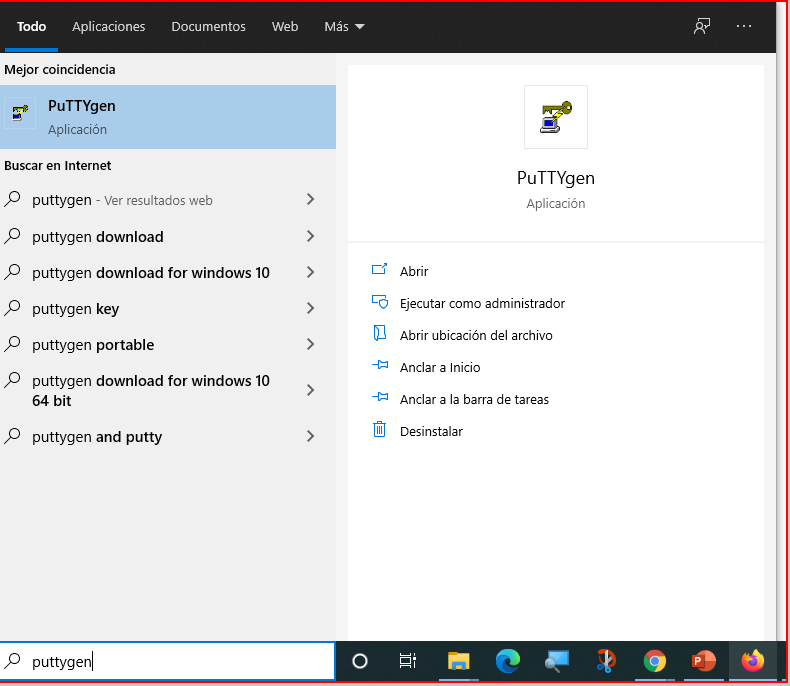 Todo Aplicaciones Documentos Web Más
Mejor coincidencia
PuTTYgen
Aplicación
Buscar en Internet
puttygen - Ver resultados web
puttygen download
puttygen download for windows 10
puttygen key
puttygen portable
puttygen download for windows 10
64 bit
puttygen and putty
PuTTYgen
Aplicación
Abrir
Ejecutar como administrador
Abrir ubicación del archivo
Anclar a Inicio
Anclar a la barra de tareas
Desinstalar
puttygen
P